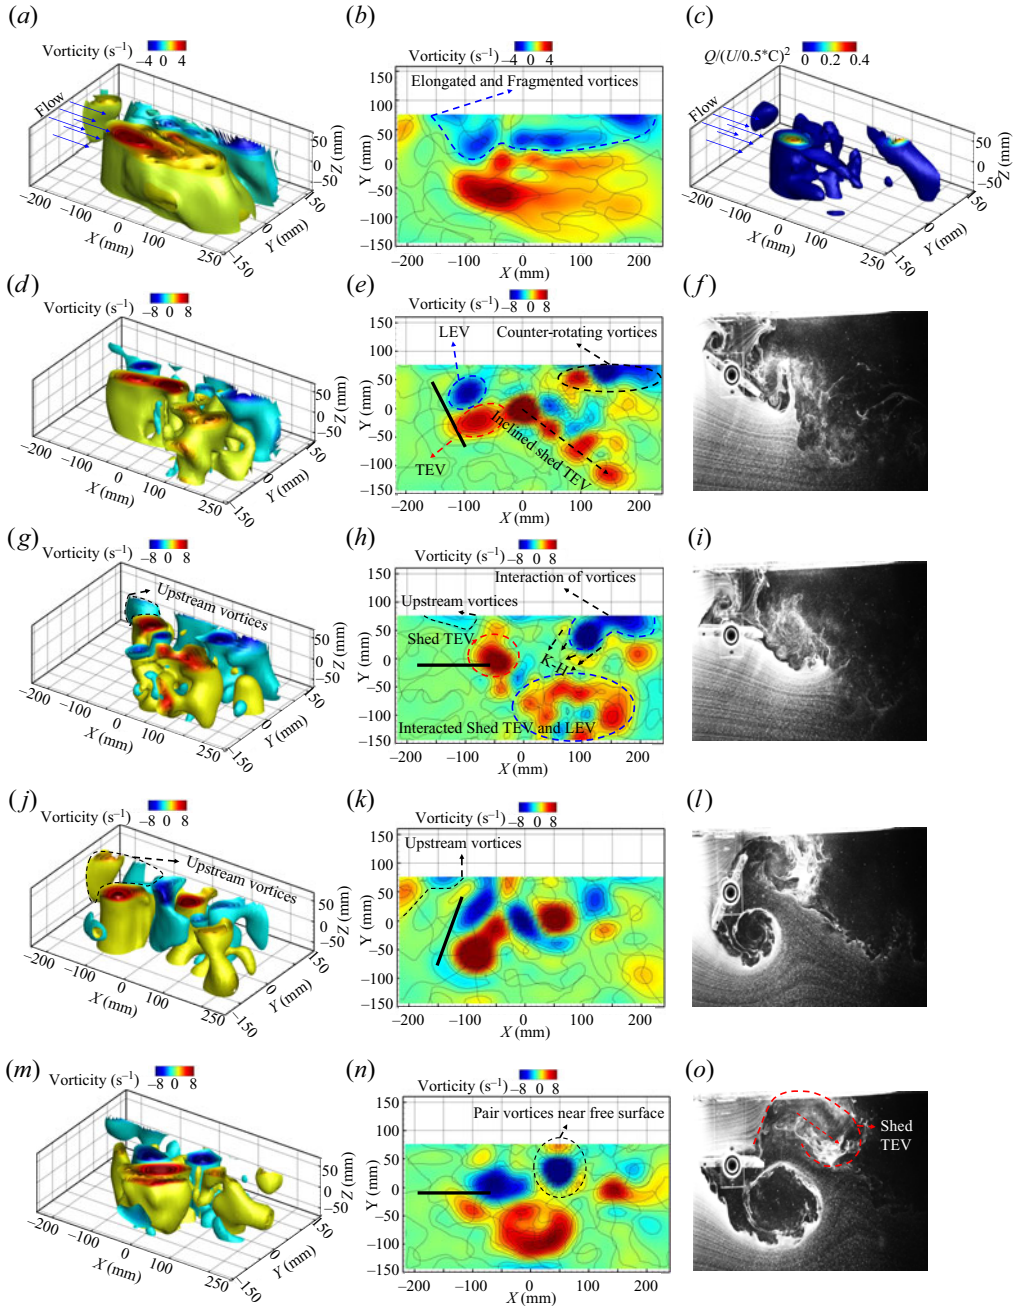 (a)
Vorticity (s⁻¹)
−4 0 4
Flow
50
0
−50
Z (mm)
−200
−100
0
100
250
X (mm)
−150
0
150
Y (mm)
(b)
Vorticity (s⁻¹)
−4 0 4
Elongated and Fragmented vortices
150
100
50
0
−50
−100
−150
Y (mm)
−200 −100 0 100 200
X (mm)
(c)
Q/(U/0.5*C)²
0 0.2 0.4
Flow
50
0
−50
Z (mm)
−200
−100
0
100
250
X (mm)
−150
0
150
Y (mm)
(d)
Vorticity (s⁻¹)
−8 0 8
50
0
−50
Z (mm)
−200
−100
0
100
250
X (mm)
−150
0
150
Y (mm)
(e)
Vorticity (s⁻¹)
−8 0 8
LEV
Counter-rotating vortices
TEV
Inclined shed TEV
150
100
50
0
−50
−100
−150
Y (mm)
−200 −100 0 100 200
X (mm)
(f)
(g)
Vorticity (s⁻¹)
−8 0 8
Upstream vortices
50
0
−50
Z (mm)
−200
−100
0
100
250
X (mm)
−150
0
150
Y (mm)
(h)
Vorticity (s⁻¹)
−8 0 8
Interaction of vortices
Upstream vortices
Shed TEV
K–H
Interacted Shed TEV and LEV
150
100
50
0
−50
−100
−150
Y (mm)
−200 −100 0 100 200
X (mm)
(i)
(j)
Vorticity (s⁻¹)
−8 0 8
Upstream vortices
50
0
−50
Z (mm)
−200
−100
0
100
250
X (mm)
−150
0
150
Y (mm)
(k)
Vorticity (s⁻¹)
−8 0 8
Upstream vortices
150
100
50
0
−50
−100
−150
Y (mm)
−200 −100 0 100 200
X (mm)
(l)
(m)
Vorticity (s⁻¹)
−8 0 8
50
0
−50
Z (mm)
−200
−100
0
100
250
X (mm)
−150
0
150
Y (mm)
(n)
Vorticity (s⁻¹)
−8 0 8
Pair vortices near free surface
150
100
50
0
−50
−100
−150
Y (mm)
−200 −100 0 100 200
X (mm)
(o)
Shed
TEV